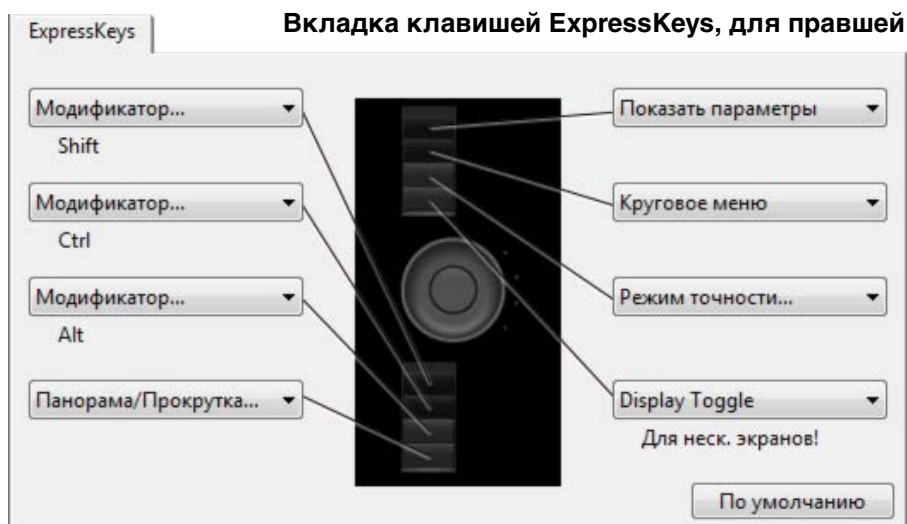 Вкладка клавишей ExpressKeys, для правшей
ExpressKeys
Модификатор...
Shift
Модификатор...
Ctrl
Модификатор...
Alt
Панорама/Прокрутка...
Показать параметры
Круговое меню
Режим точности...
Display Toggle
Для неск. экранов!
По умолчанию